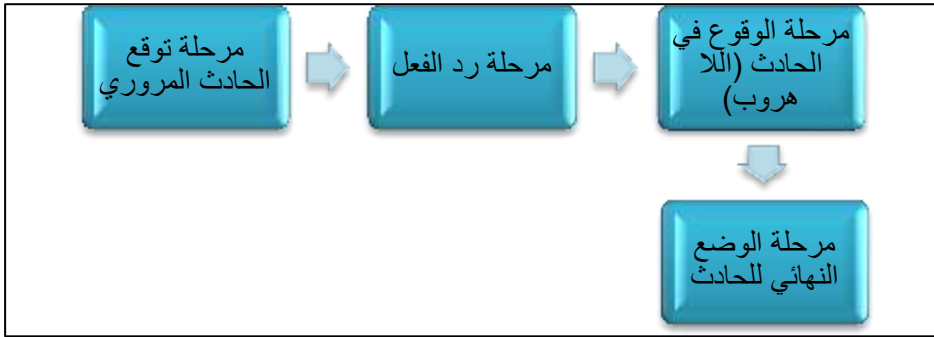 مرحلة توقع
الحادث المروري
مرحلة رد الفعل
مرحلة الوقوع في
الحادث (اللا
هروب)
مرحلة الوضع
النهائي للحادث